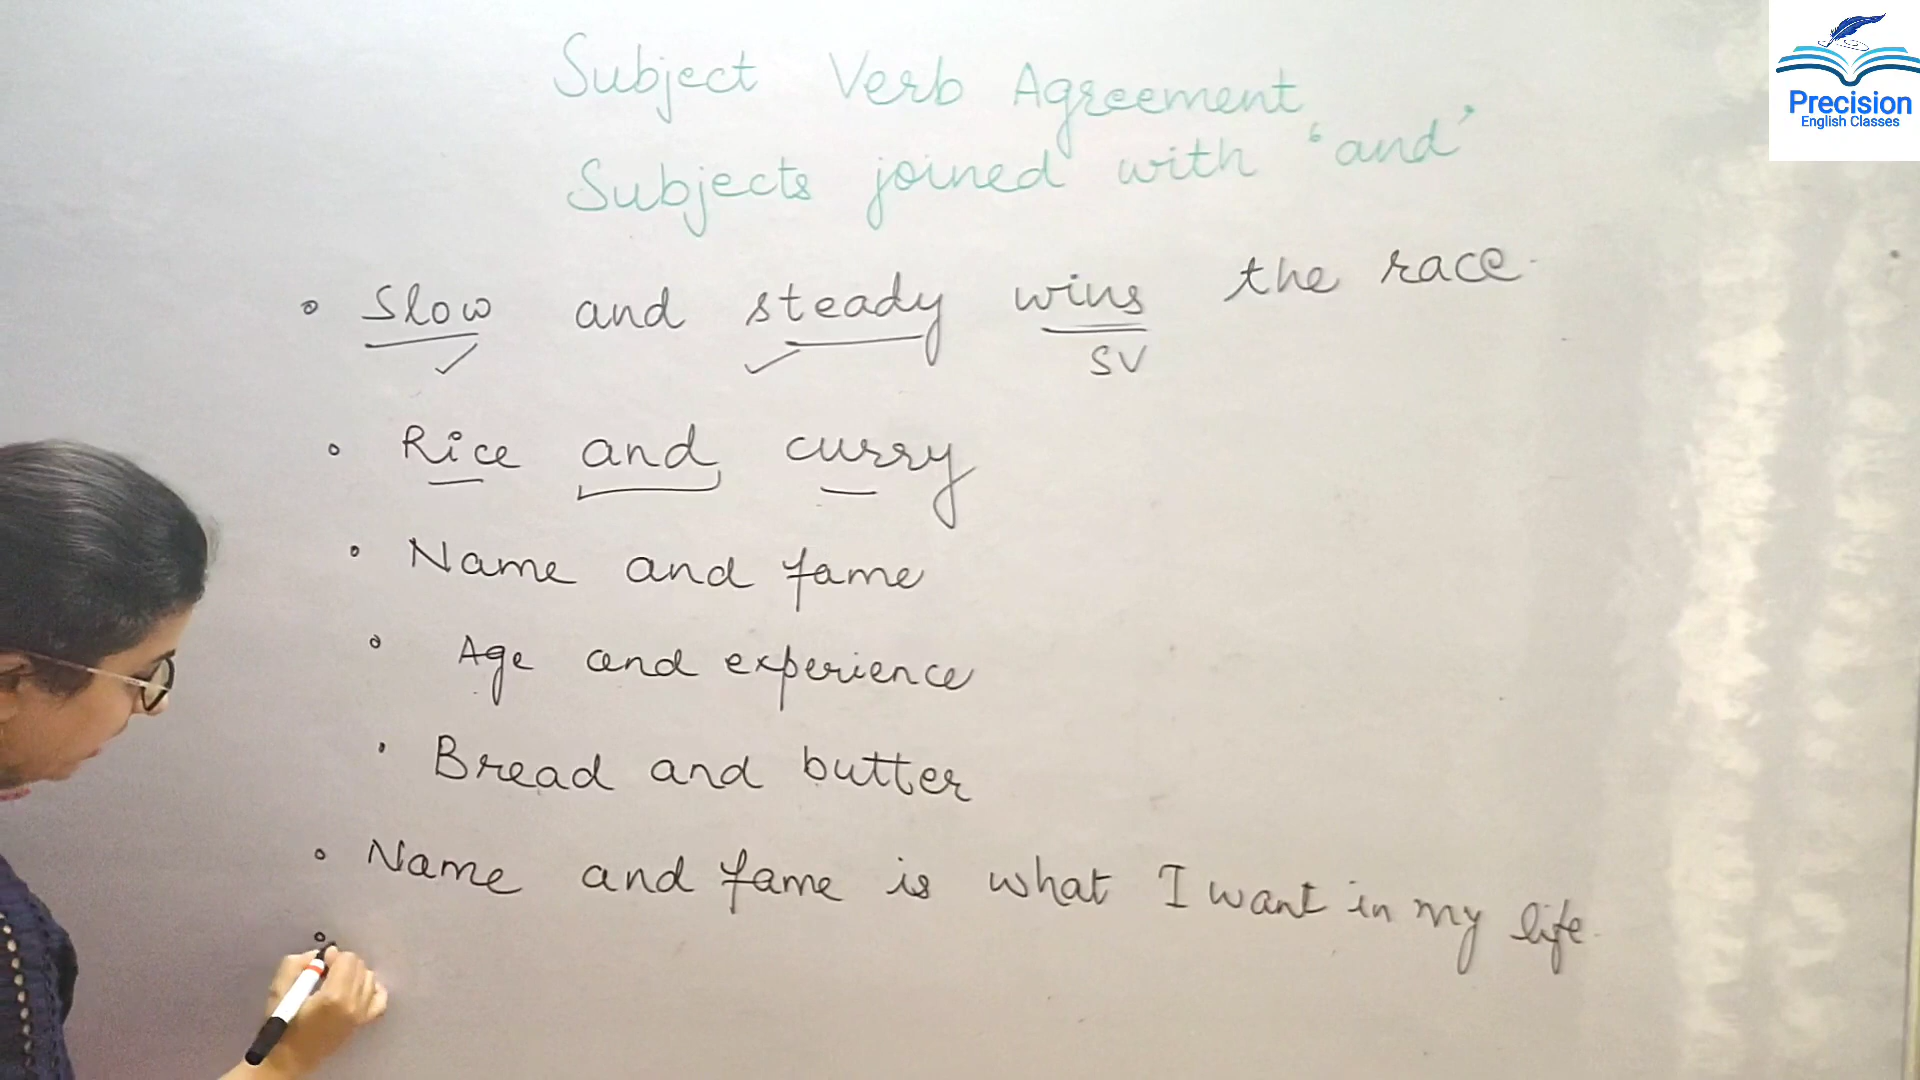 Subject Verb Agreement
Subjects joined with 'and'
Slow and steady wins the race.
SV
Rice and curry
Name and fame
Age and experience
Bread and butter
Name and fame is what I want in my life.
Precision
English Classes